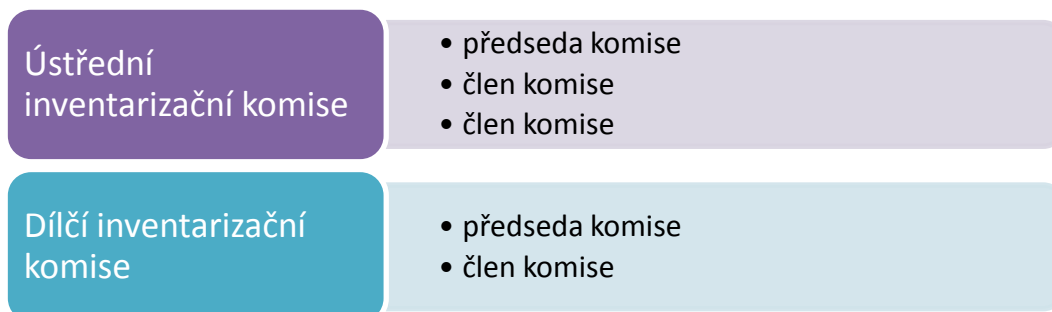 Ústřední
inventarizační komise
• předseda komise
• člen komise
• člen komise
Dílčí inventarizační
komise
• předseda komise
• člen komise